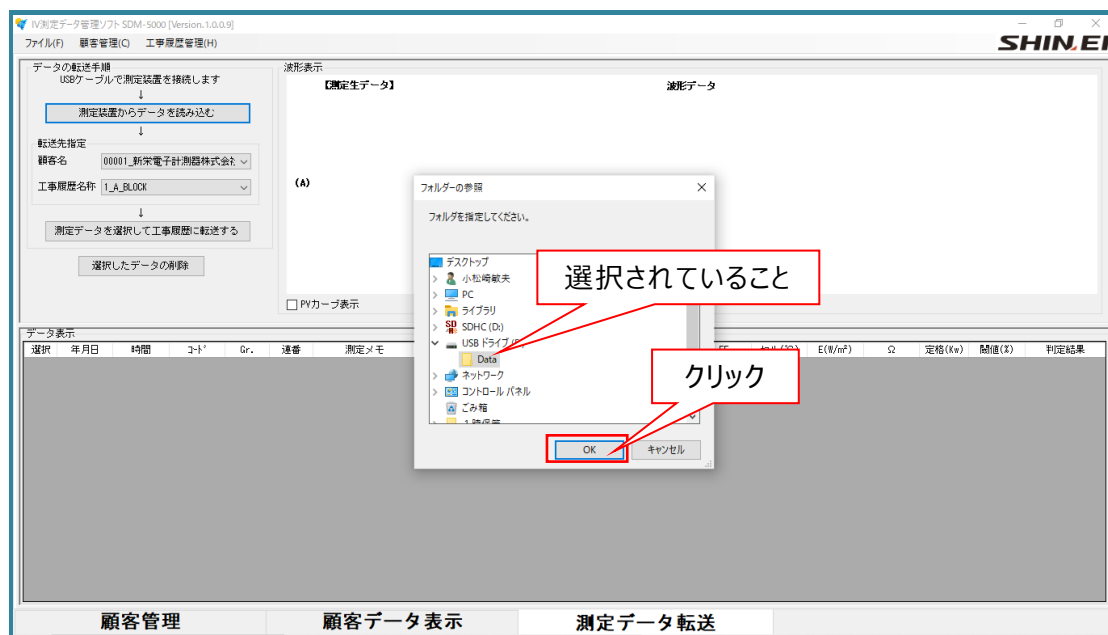 IV測定データ管理ソフト SDM-5000 [Version.1.0.0.9]
ファイル(F) 顧客管理(C) 工事履歴管理(H)
SHIN.EI
データの転送手順
USBケーブルで測定装置を接続します
↓
測定装置からデータを読み込む
↓
転送先指定
顧客名 00001_新栄電子計測器株式会社
工事履歴名称 1_A_BLOCK
↓
測定データを選択して工事履歴に転送する
選択したデータの削除
波形表示
【測定生データ】 波形データ
(A)
PVカーブ表示
フォルダーの参照
フォルダを指定してください。
デスクトップ
小松崎敏夫
PC
ライブラリ
SDHC (D:)
USB ドライブ
Data
ネットワーク
コントロール パネル
ごみ箱
OK キャンセル
選択されていること
クリック
データ表示
選択 年月日 時間 コード Gr. 連番 測定メモ E(W/m²) Ω 定格(Kw) 閾値(%) 判定結果
顧客管理 顧客データ表示 測定データ転送